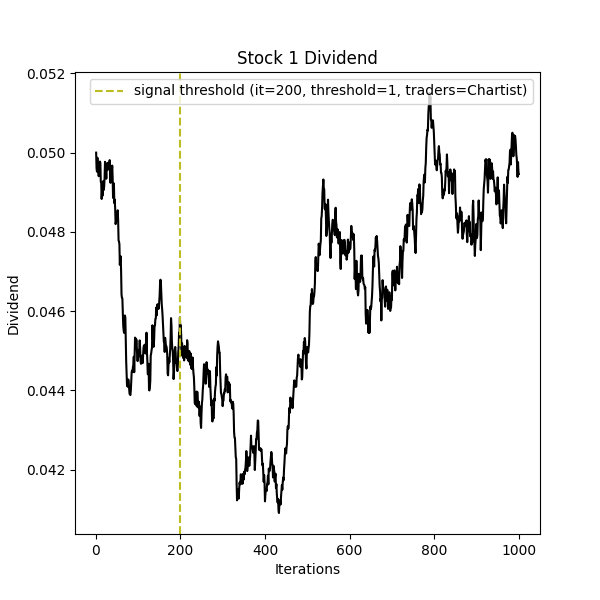 Stock 1 Dividend
signal threshold (it=200, threshold=1, traders=Chartist)
0.052
0.050
0.048
0.046
0.044
0.042
Dividend
0 200 400 600 800 1000
Iterations